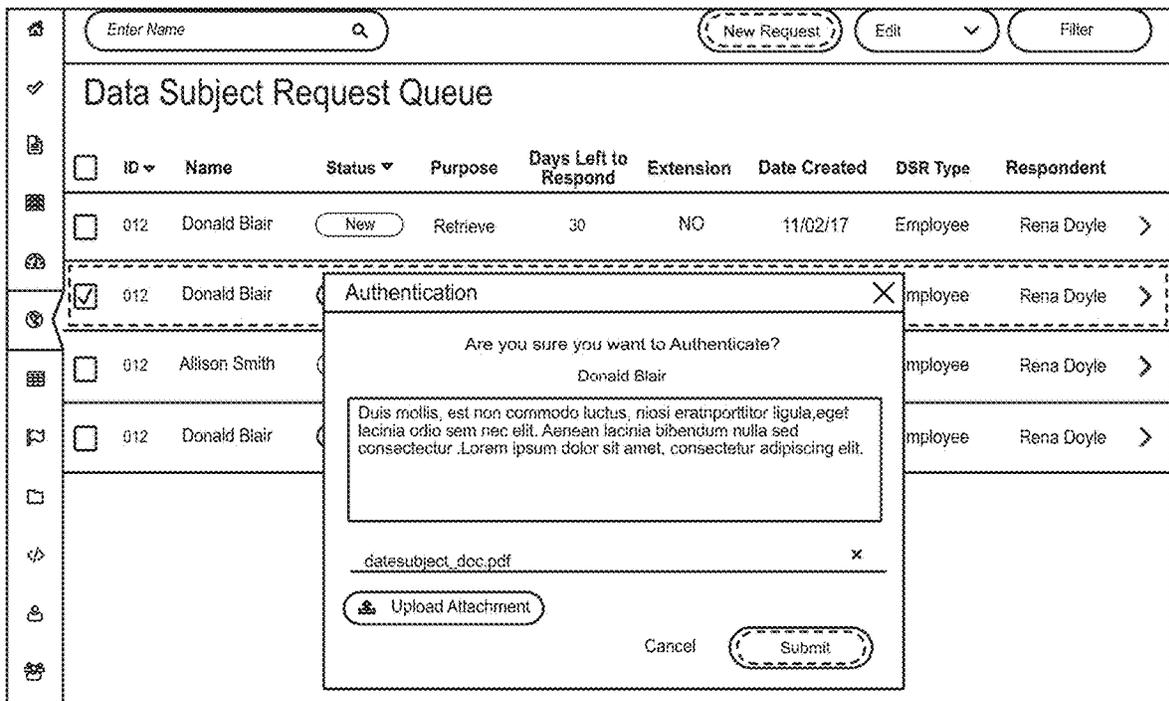 Enter Name
New Request
Edit
Filter
Data Subject Request Queue
ID Name Status Purpose Days Left to Respond Extension Date Created DSR Type Respondent
012 Donald Blair New Retrieve 30 NO 11/02/17 Employee Rena Doyle
012 Donald Blair mployee Rena Doyle
012 Allison Smith mployee Rena Doyle
012 Donald Blair mployee Rena Doyle
Authentication
Are you sure you want to Authenticate?
Donald Blair
Duis mollis, est non commodo luctus, niosi eratnporttitor ligula,eget
lacinia odio sem nec elit. Aenean lacinia bibendum nulla sed
consectectur .Lorem ipsum dolor sit amet, consectetur adipiscing elit.
datesubject_doc.pdf
Upload Attachment
Cancel
Submit